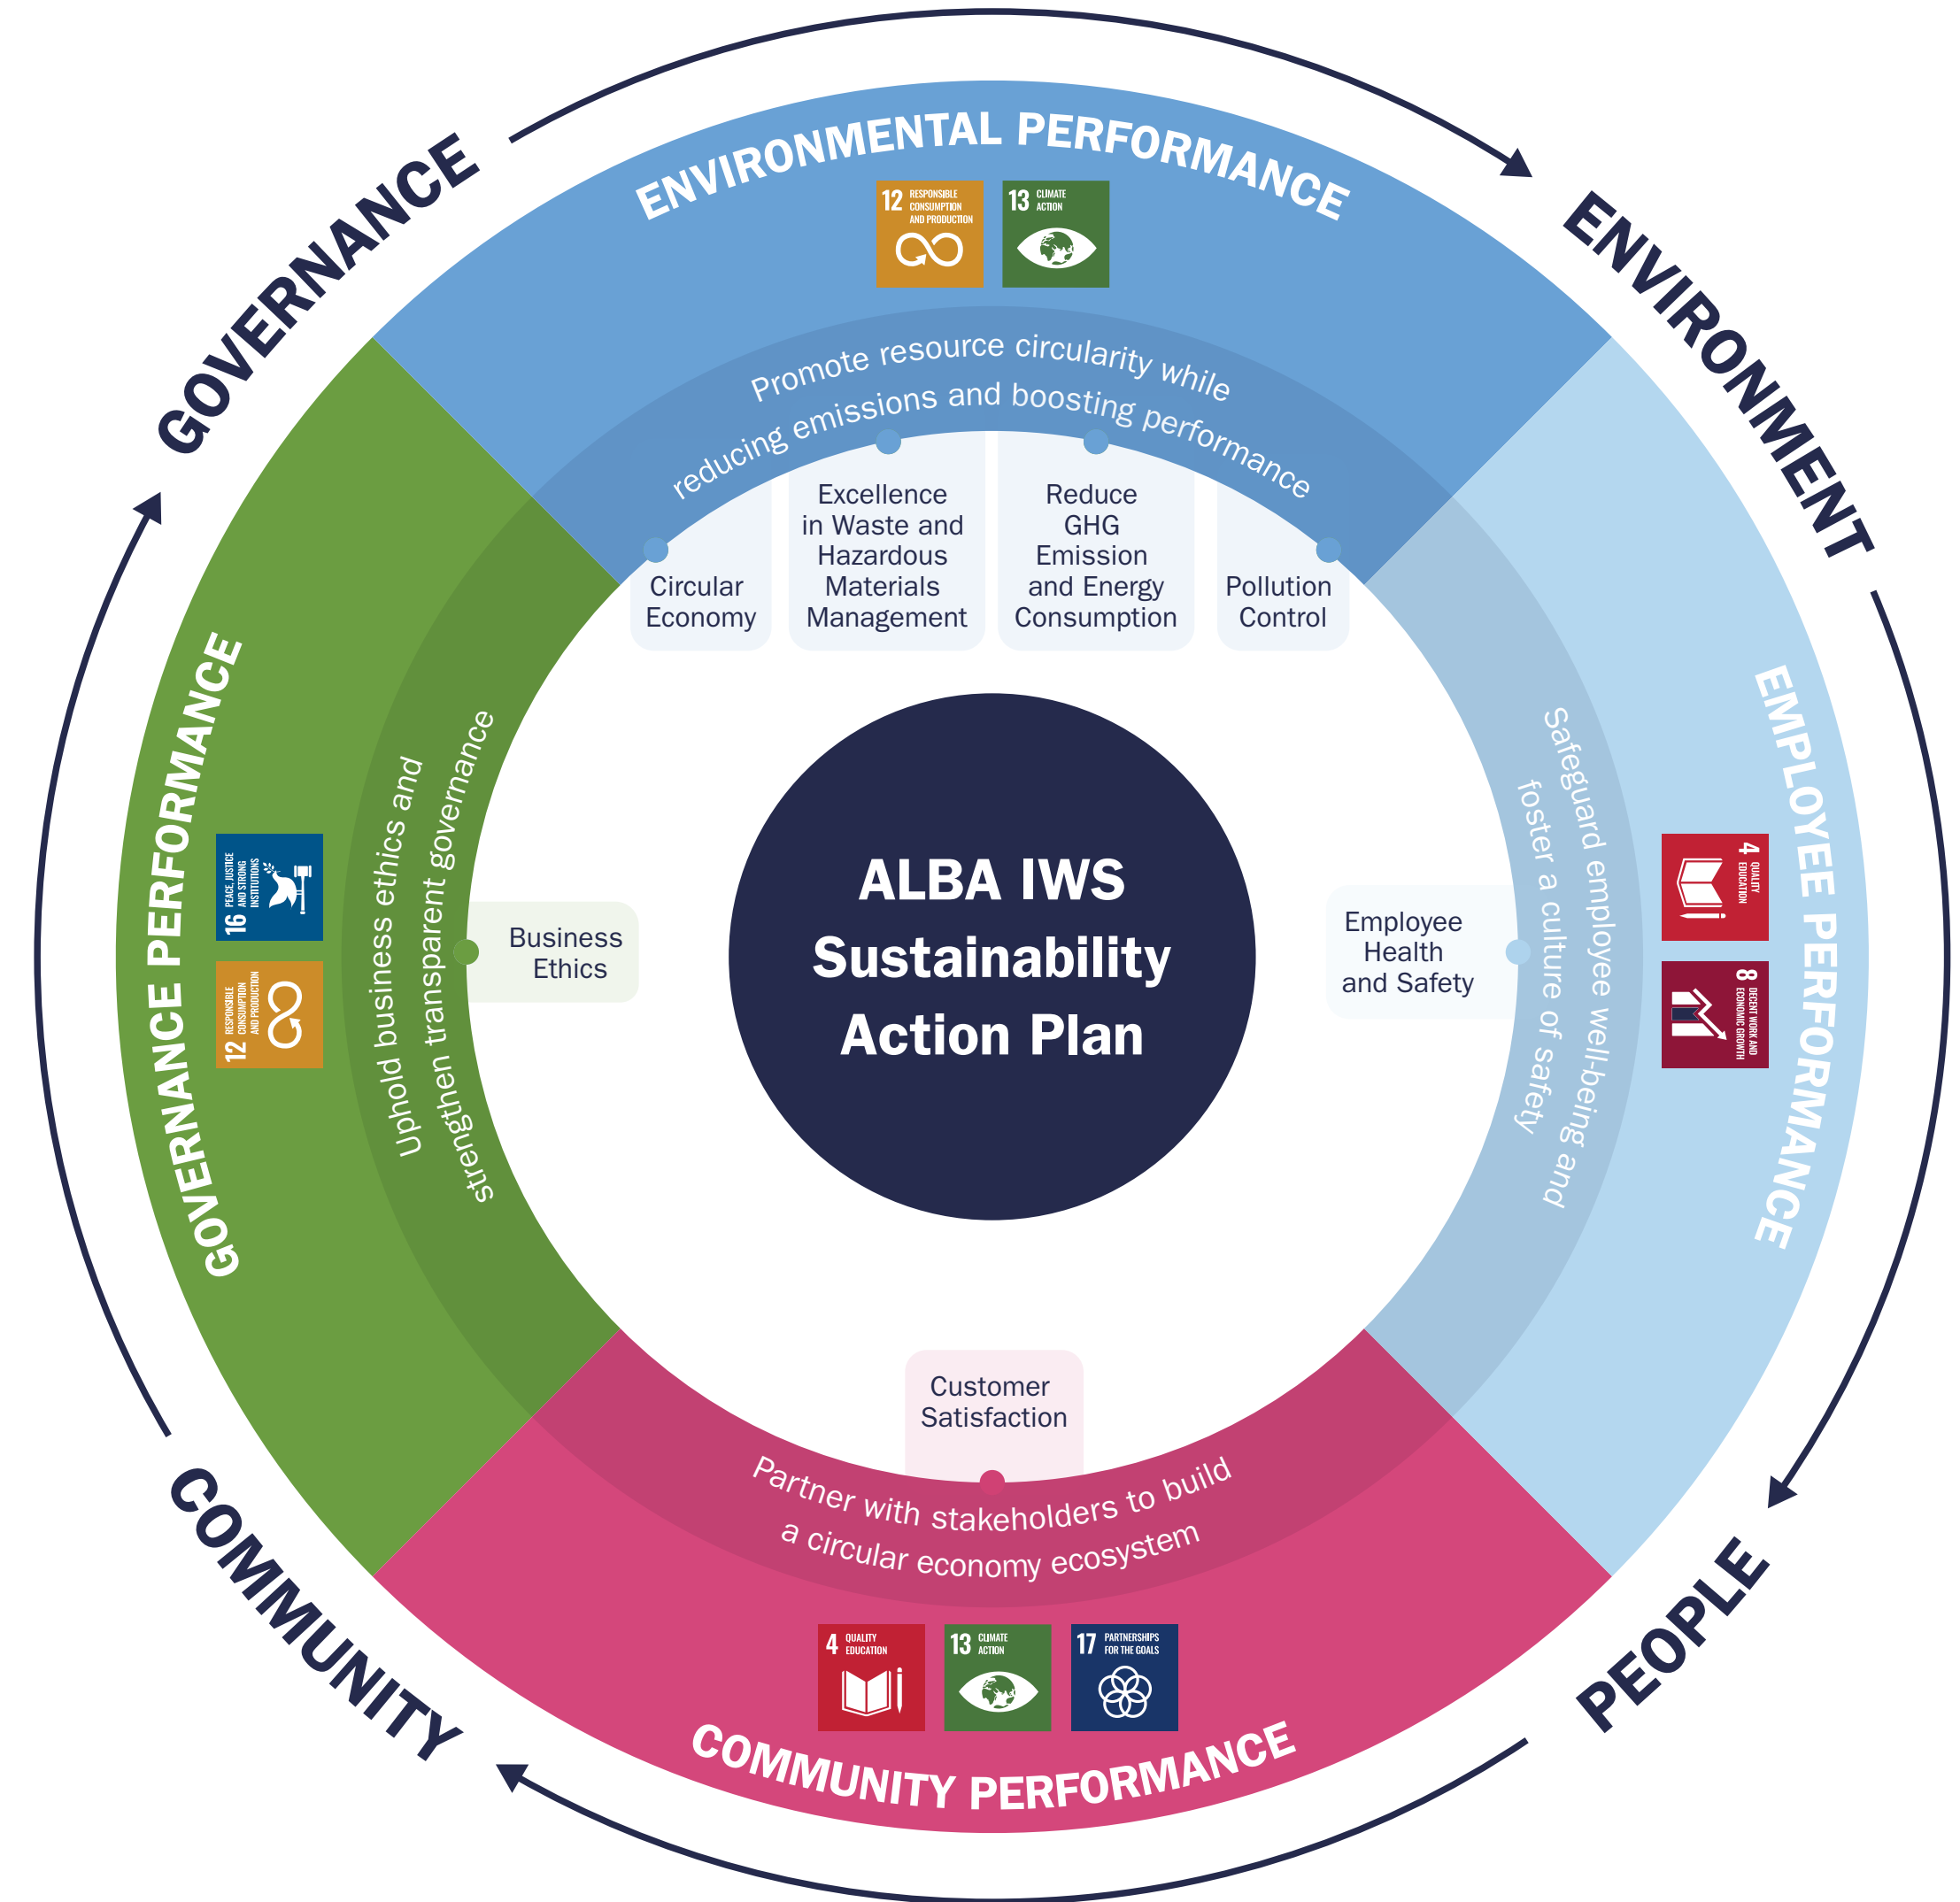 GOVERNANCE
ENVIRONMENT
PEOPLE
COMMUNITY
ENVIRONMENTAL PERFORMANCE
12 RESPONSIBLE
CONSUMPTION
AND PRODUCTION
13 CLIMATE
ACTION
Promote resource circularity while
reducing emissions and boosting performance
Circular
Economy
Excellence
in Waste and
Hazardous
Materials
Management
Reduce
GHG
Emission
and Energy
Consumption
Pollution
Control
EMPLOYEE PERFORMANCE
4 QUALITY
EDUCATION
8 DECENT WORK AND
ECONOMIC GROWTH
Safeguard employee well-being and
foster a culture of safety
Employee
Health
and Safety
ALBA IWS
Sustainability
Action Plan
Customer
Satisfaction
Partner with stakeholders to build
a circular economy ecosystem
4 QUALITY
EDUCATION
13 CLIMATE
ACTION
17 PARTNERSHIPS
FOR THE GOALS
COMMUNITY PERFORMANCE
GOVERNANCE PERFORMANCE
12 RESPONSIBLE
CONSUMPTION
AND PRODUCTION
16 PEACE, JUSTICE
AND STRONG
INSTITUTIONS
Uphold business ethics and
strengthen transparent governance
Business
Ethics